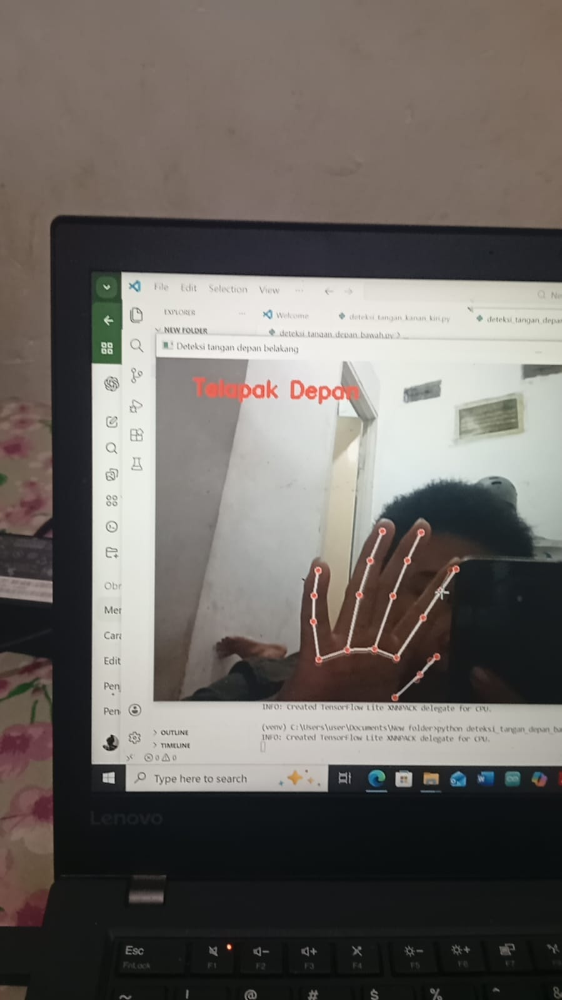 File Edit Selection View ...
EXPLORER ...
Welcome
deteksi_tangan_kanan_kiri.py
deteksi_tangan_depan
NEW FOLDER
deteksi_tangan_depan_bawah.py > ...
Deteksi tangan depan belakang
Telapak Depan
Obr
Mer
Cara
Edit
Pen
Pen
INFO: Created TensorFlow Lite XNNPACK delegate for CPU.
(venv) C:\Users\user\Documents\New folder>python deteksi_tangan_depan_ba
INFO: Created TensorFlow Lite XNNPACK delegate for CPU.
OUTLINE
TIMELINE
0 0
Type here to search
Lenovo
Esc
FnLock F1 F2 F3 F4 F5 F6 F7
~ ! @ # $ % ^ &